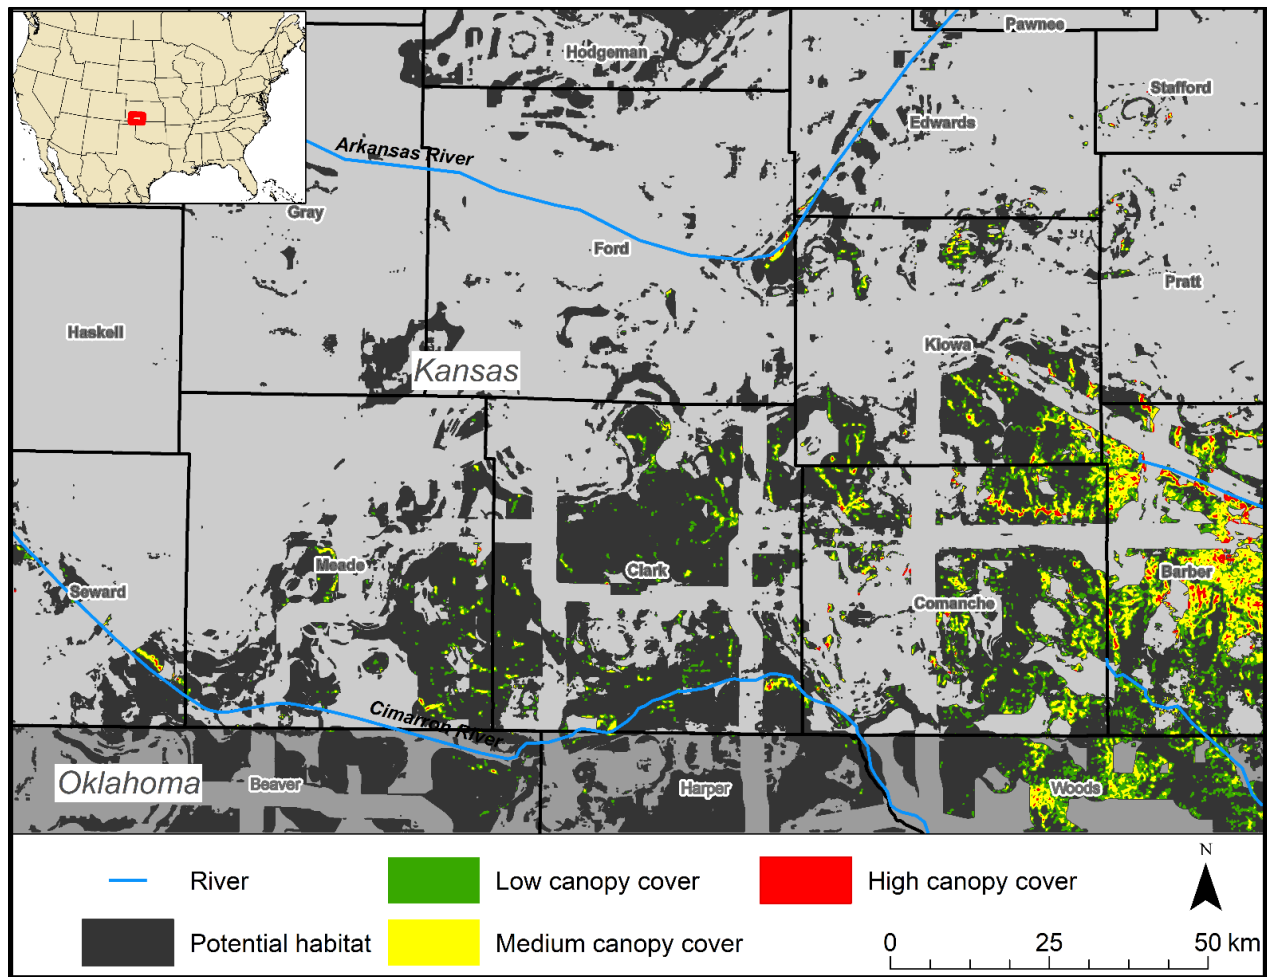 Pawnee
Hodgeman
Stafford
Edwards
Arkansas River
Gray
Ford
Pratt
Haskell
Kiowa
Kansas
Meade
Clark
Barber
Seward
Comanche
Cimarron River
Oklahoma
Beaver
Harper
Woods
N
River
Low canopy cover
High canopy cover
Potential habitat
Medium canopy cover
0 25 50 km